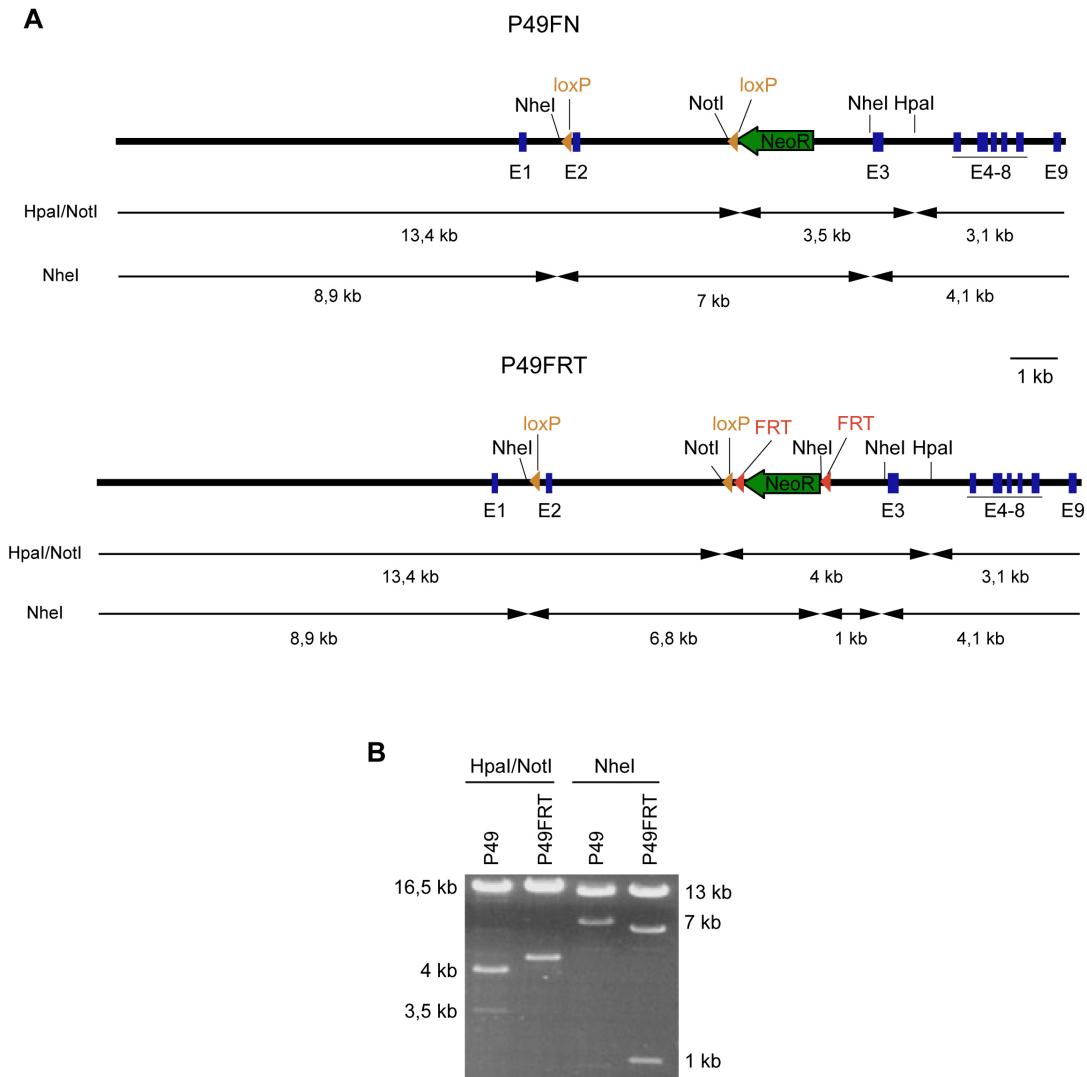 A
P49FN
NheI loxP NotI loxP NheI HpaI
NeoR
E1 E2 E3 E4-8 E9
HpaI/NotI
13,4 kb 3,5 kb 3,1 kb
NheI
8,9 kb 7 kb 4,1 kb
P49FRT
1 kb
NheI loxP NotI loxP FRT NheI FRT NheI HpaI
NeoR
E1 E2 E3 E4-8 E9
HpaI/NotI
13,4 kb 4 kb 3,1 kb
NheI
8,9 kb 6,8 kb 1 kb 4,1 kb
B
HpaI/NotI NheI
P49 P49FRT P49 P49FRT
16,5 kb 13 kb
7 kb
4 kb
3,5 kb
1 kb